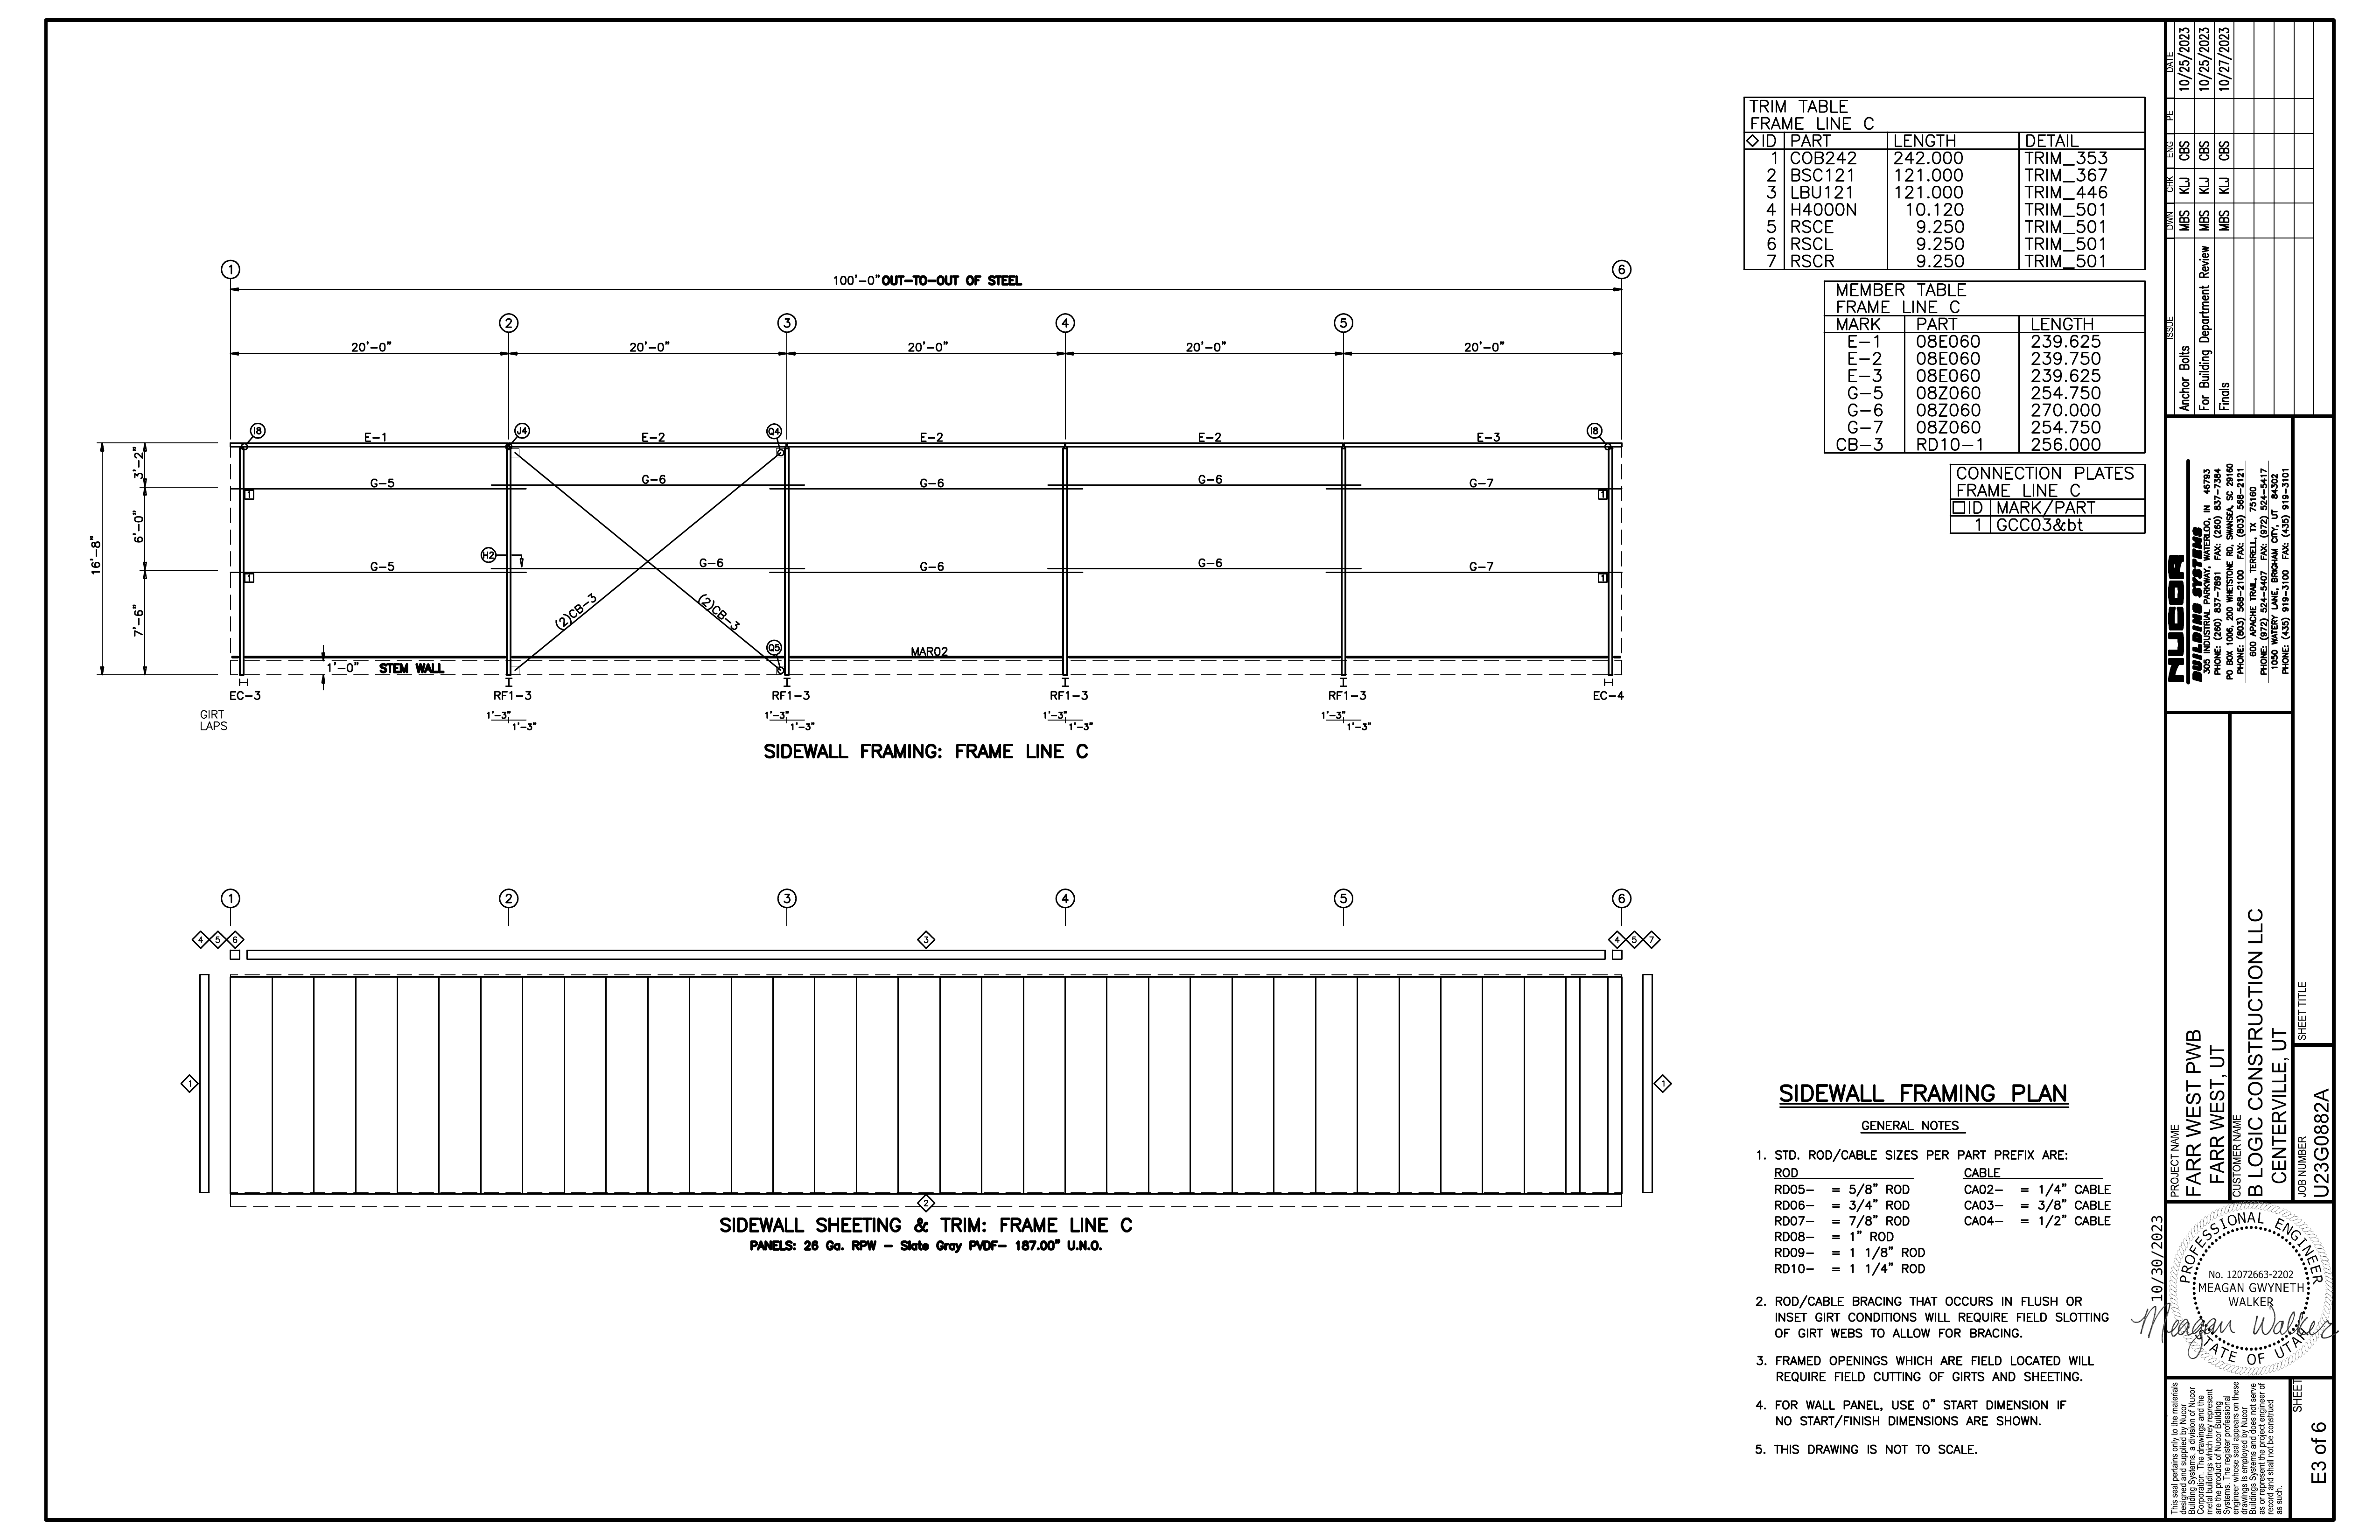 1
6
100'-0" OUT-TO-OUT OF STEEL
2
3
4
5
20'-0"
20'-0"
20'-0"
20'-0"
20'-0"
I8
J4
Q4
I8
E-1
E-2
E-2
E-2
E-3
3'-2"
6'-0"
7'-6"
16'-8"
G-5
G-6
G-6
G-6
G-7
1
1
H2
G-5
G-6
G-6
G-6
G-7
1
1
(2)CB-3
(2)CB-3
Q5
MAR02
1'-0"
STEM WALL
EC-3
RF1-3
RF1-3
RF1-3
RF1-3
EC-4
GIRT
LAPS
1'-3"
1'-3"
1'-3"
1'-3"
1'-3"
1'-3"
1'-3"
1'-3"
SIDEWALL FRAMING: FRAME LINE C
1
2
3
4
5
6
4 5 6
3
4 5 7
1
1
2
SIDEWALL SHEETING & TRIM: FRAME LINE C
PANELS: 26 Ga. RPW - Slate Gray PVDF- 187.00" U.N.O.
TRIM TABLE
FRAME LINE C
ID PART LENGTH DETAIL
1 COB242 242.000 TRIM_353
2 BSC121 121.000 TRIM_367
3 LBU121 121.000 TRIM_446
4 H4000N 10.120 TRIM_501
5 RSCE 9.250 TRIM_501
6 RSCL 9.250 TRIM_501
7 RSCR 9.250 TRIM_501
MEMBER TABLE
FRAME LINE C
MARK PART LENGTH
E-1 08E060 239.625
E-2 08E060 239.750
E-3 08E060 239.625
G-5 08Z060 254.750
G-6 08Z060 270.000
G-7 08Z060 254.750
CB-3 RD10-1 256.000
CONNECTION PLATES
FRAME LINE C
ID MARK/PART
1 GCC03&bt
SIDEWALL FRAMING PLAN
GENERAL NOTES
1. STD. ROD/CABLE SIZES PER PART PREFIX ARE:
ROD CABLE
RD05- = 5/8" ROD CA02- = 1/4" CABLE
RD06- = 3/4" ROD CA03- = 3/8" CABLE
RD07- = 7/8" ROD CA04- = 1/2" CABLE
RD08- = 1" ROD
RD09- = 1 1/8" ROD
RD10- = 1 1/4" ROD
2. ROD/CABLE BRACING THAT OCCURS IN FLUSH OR
INSET GIRT CONDITIONS WILL REQUIRE FIELD SLOTTING
OF GIRT WEBS TO ALLOW FOR BRACING.
3. FRAMED OPENINGS WHICH ARE FIELD LOCATED WILL
REQUIRE FIELD CUTTING OF GIRTS AND SHEETING.
4. FOR WALL PANEL, USE 0" START DIMENSION IF
NO START/FINISH DIMENSIONS ARE SHOWN.
5. THIS DRAWING IS NOT TO SCALE.
ISSUE DWN CHK ENG PE DATE
Anchor Bolts MBS KLJ CBS 10/25/2023
For Building Department Review MBS KLJ CBS 10/25/2023
Finals MBS KLJ CBS 10/27/2023
NUCOR
BUILDING SYSTEMS
305 INDUSTRIAL PARKWAY, WATERLOO, IN 46793
PHONE: (260) 837-7891 FAX: (260) 837-7384
PO BOX 1006, 200 WHETSTONE RD, SWANSEA, SC 29160
PHONE: (803) 568-2100 FAX: (803) 568-2121
600 APACHE TRAIL, TERRELL, TX 75160
PHONE: (972) 524-5407 FAX: (972) 524-5417
1050 WATERY LANE, BRIGHAM CITY, UT 84302
PHONE: (435) 919-3100 FAX: (435) 919-3101
PROJECT NAME
FARR WEST PWB
FARR WEST, UT
CUSTOMER NAME
B LOGIC CONSTRUCTION LLC
CENTERVILLE, UT
SHEET TITLE
JOB NUMBER
U23G0882A
10/30/2023
PROFESSIONAL ENGINEER
No. 12072663-2202
MEAGAN GWYNETH
WALKER
Meagan Walker
STATE OF UTAH
This seal pertains only to the materials
designed and supplied by Nucor
Building Systems, a division of Nucor
Corporation. The drawings and the
metal buildings which they represent
are the product of Nucor Building
Systems. The register professional
engineer whose seal appears on these
drawings is employed by Nucor
Buildings Systems and does not serve
as or represent the project engineer of
record and shall not be construed
as such.
SHEET
E3 of 6